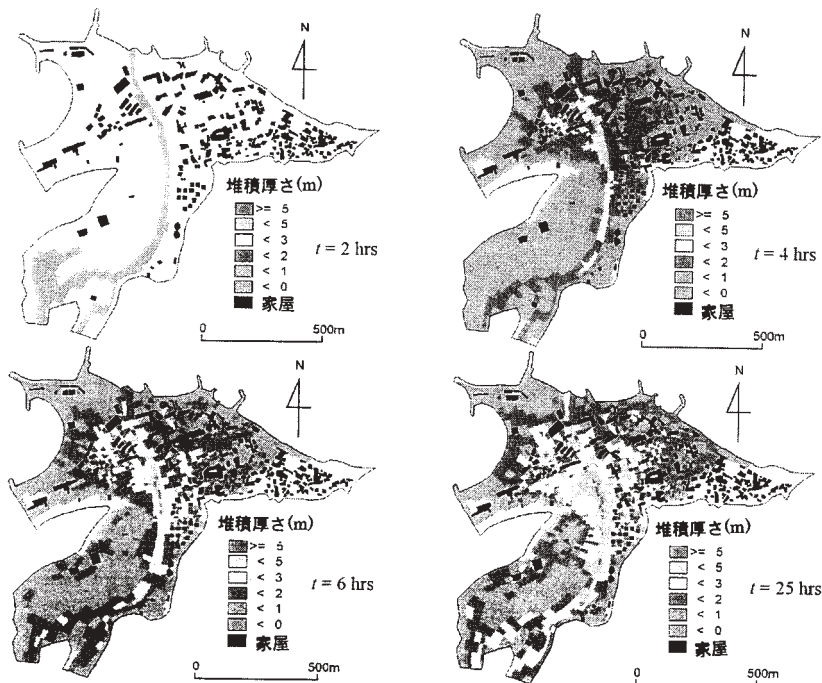 N
堆積厚さ(m)
>= 5
< 5
< 3
< 2
< 1
< 0
家屋
t = 2 hrs
0 500m
N
堆積厚さ(m)
>= 5
< 5
< 3
< 2
< 1
< 0
家屋
t = 4 hrs
0 500m
N
堆積厚さ(m)
>= 5
< 5
< 3
< 2
< 1
< 0
家屋
t = 6 hrs
0 500m
N
堆積厚さ(m)
>= 5
< 5
< 3
< 2
< 1
< 0
家屋
t = 25 hrs
0 500m